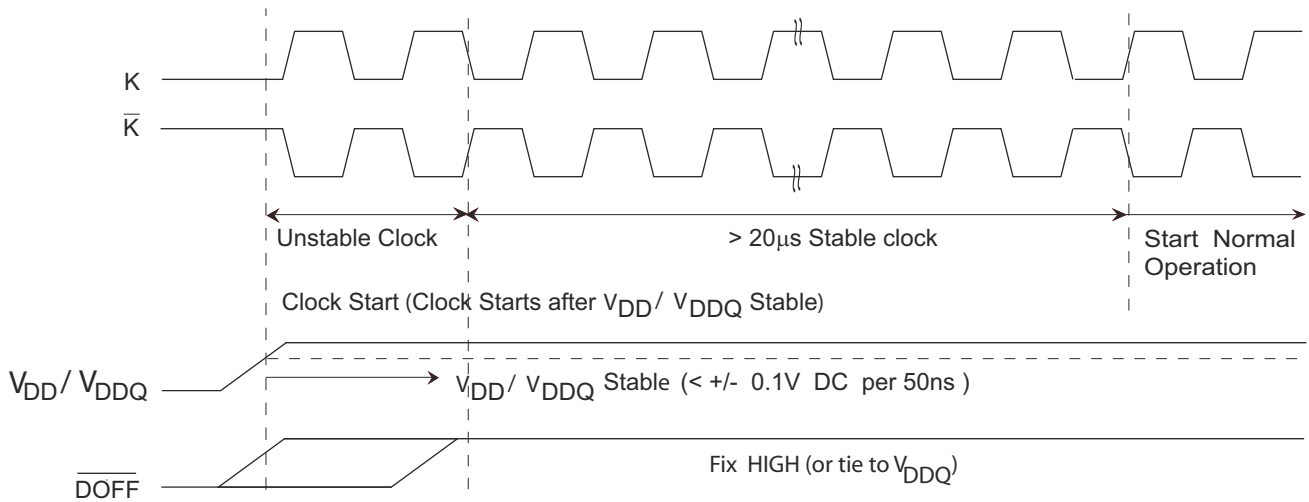 K
K̅
Unstable Clock
> 20μs Stable clock
Start Normal
Operation
Clock Start (Clock Starts after VDD / VDDQ Stable)
VDD / VDDQ
VDD / VDDQ Stable (< +/- 0.1V DC per 50ns )
D̅O̅F̅F̅
Fix HIGH (or tie to VDDQ)